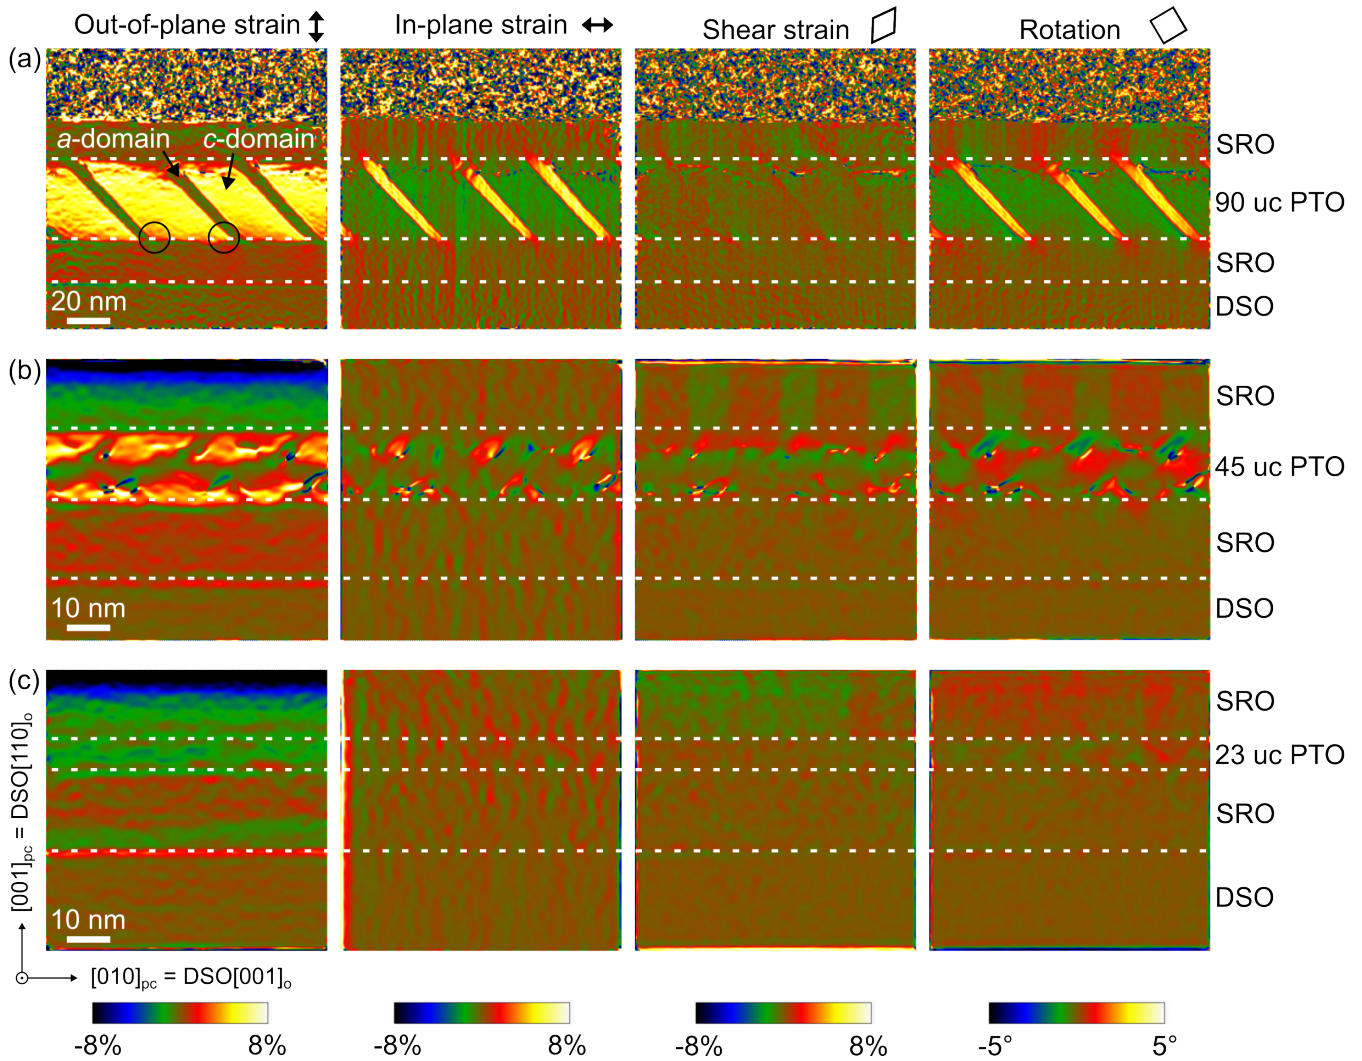 Out-of-plane strain
In-plane strain
Shear strain
Rotation
(a)
a-domain
c-domain
20 nm
SRO
90 uc PTO
SRO
DSO
(b)
10 nm
SRO
45 uc PTO
SRO
DSO
(c)
10 nm
SRO
23 uc PTO
SRO
DSO
[001]pc = DSO[110]o
[010]pc = DSO[001]o
-8% 8%
-8% 8%
-8% 8%
-5° 5°